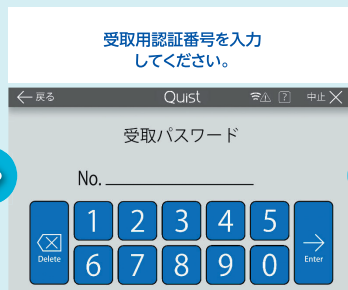 受取用認証番号を入力
してください。
戻る Quist ? 中止
受取パスワード
No.
1 2 3 4 5
Delete Enter
6 7 8 9 0